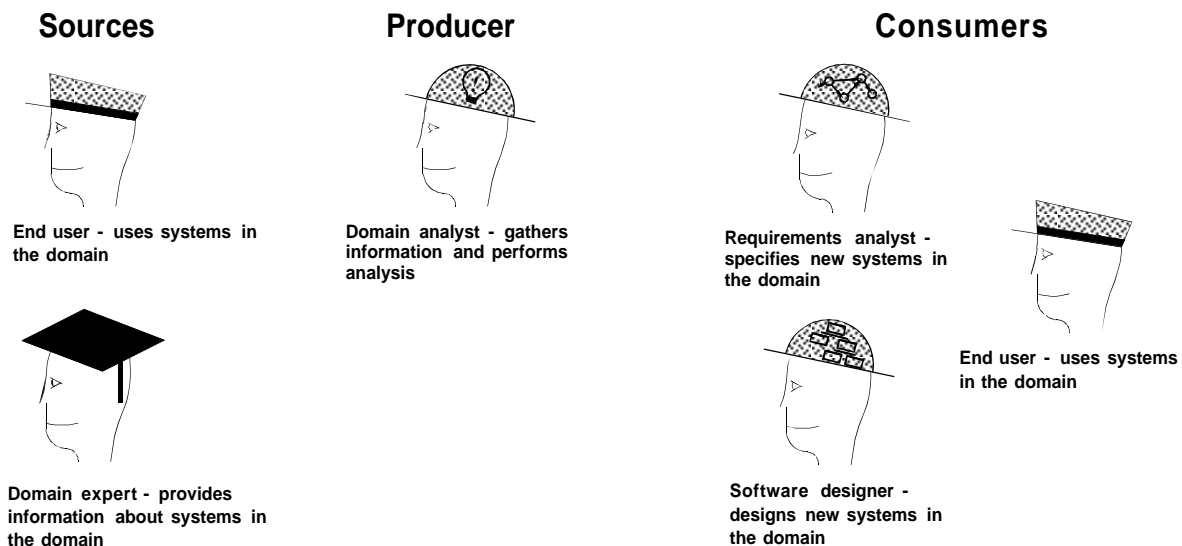 Sources
End user - uses systems in
the domain
Domain expert - provides
information about systems in
the domain
Producer
Domain analyst - gathers
information and performs
analysis
Consumers
Requirements analyst -
specifies new systems in
the domain
Software designer -
designs new systems in
the domain
End user - uses systems
in the domain